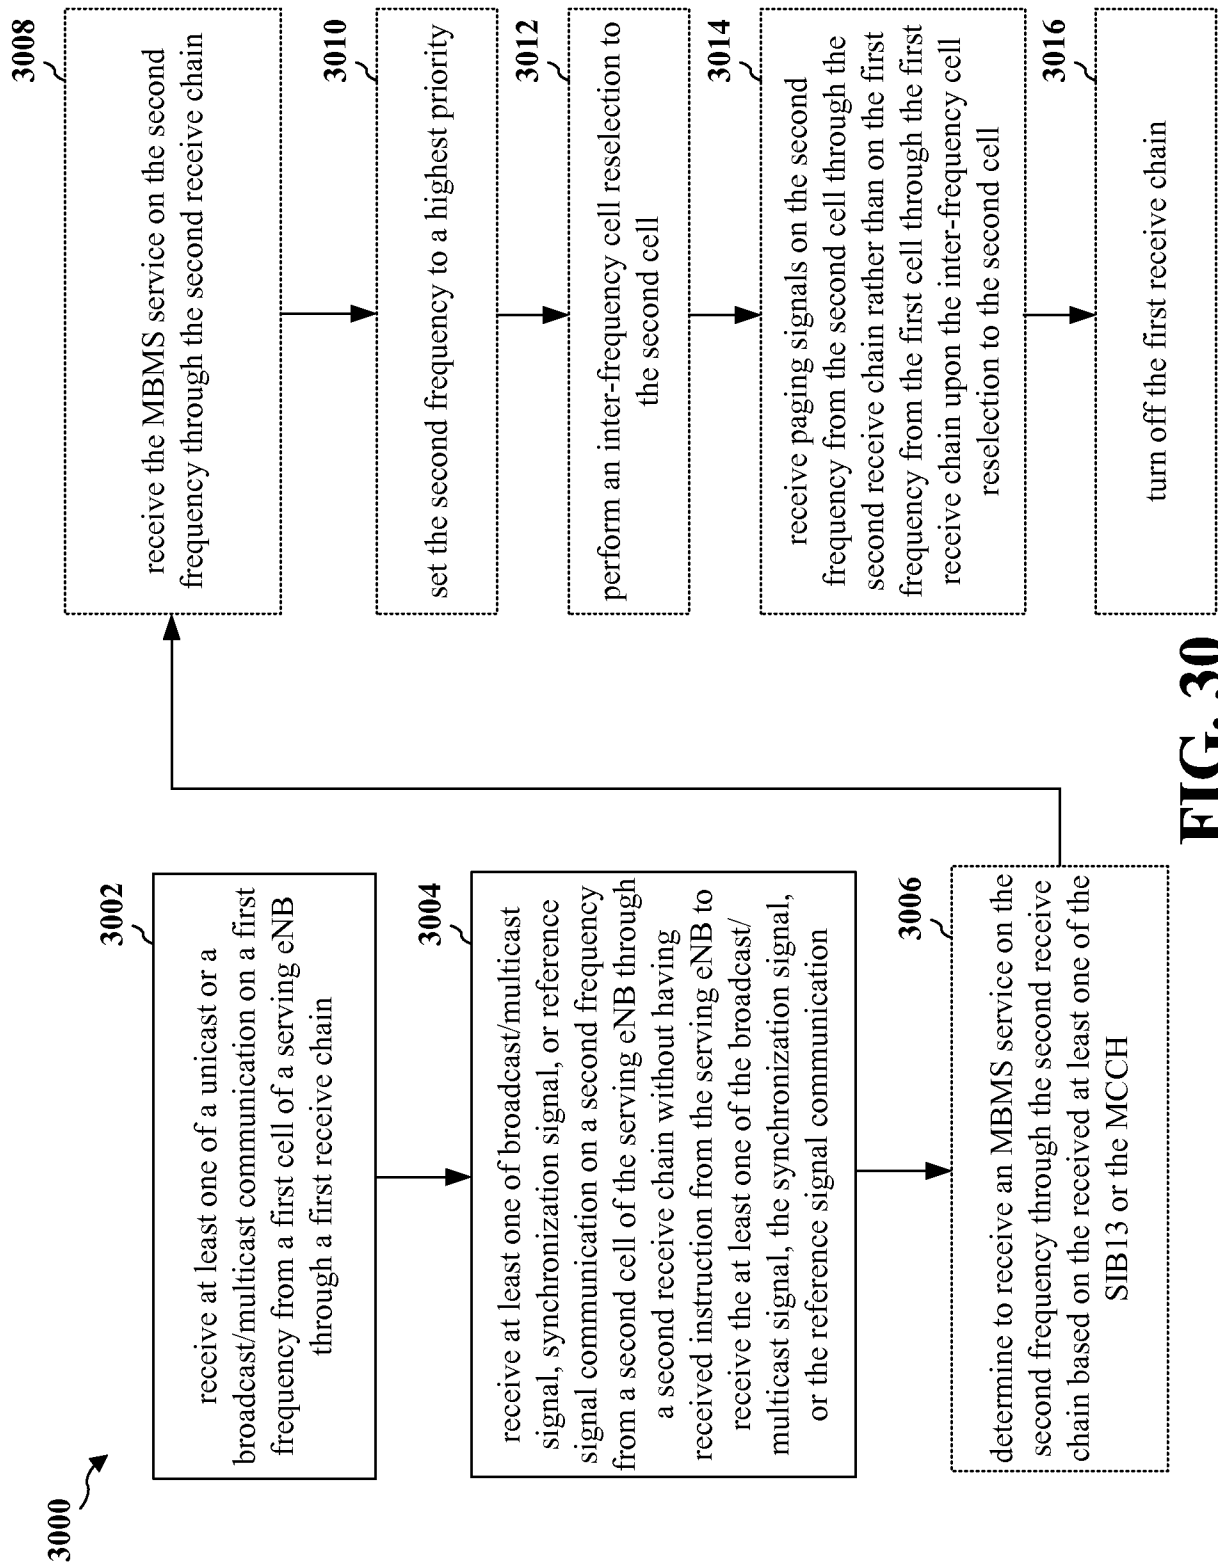 3000
3002
receive at least one of a unicast or a
broadcast/multicast communication on a first
frequency from a first cell of a serving eNB
through a first receive chain
3004
receive at least one of broadcast/multicast
signal, synchronization signal, or reference
signal communication on a second frequency
from a second cell of the serving eNB through
a second receive chain without having
received instruction from the serving eNB to
receive the at least one of the broadcast/
multicast signal, the synchronization signal,
or the reference signal communication
3006
determine to receive an MBMS service on the
second frequency through the second receive
chain based on the received at least one of the
SIB13 or the MCCH
3008
receive the MBMS service on the second
frequency through the second receive chain
3010
set the second frequency to a highest priority
3012
perform an inter-frequency cell reselection to
the second cell
3014
receive paging signals on the second
frequency from the second cell through the
second receive chain rather than on the first
frequency from the first cell through the first
receive chain upon the inter-frequency cell
reselection to the second cell
3016
turn off the first receive chain
FIG. 30